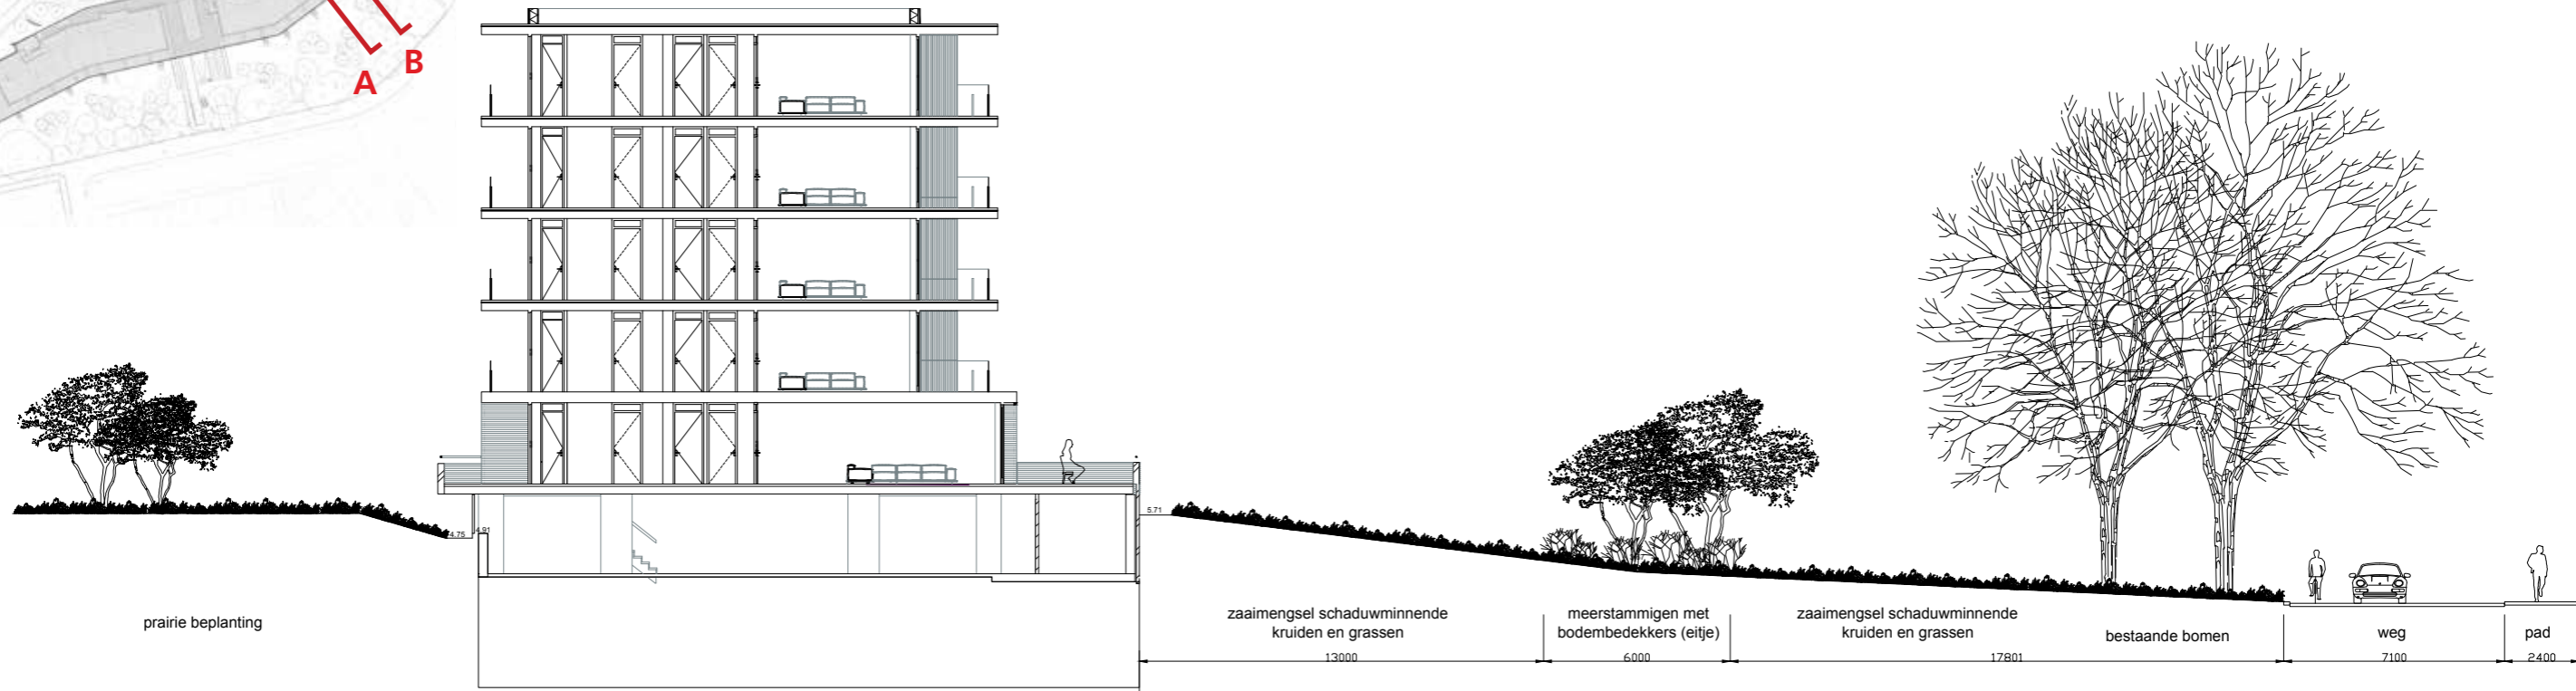 A
B
4.75
4.91
5.71
prairie beplanting
zaaimengsel schaduwminnende
kruiden en grassen
meerstammigen met
bodembedekkers (eitje)
zaaimengsel schaduwminnende
kruiden en grassen
bestaande bomen
weg
pad
13000
6000
17801
7100
2400